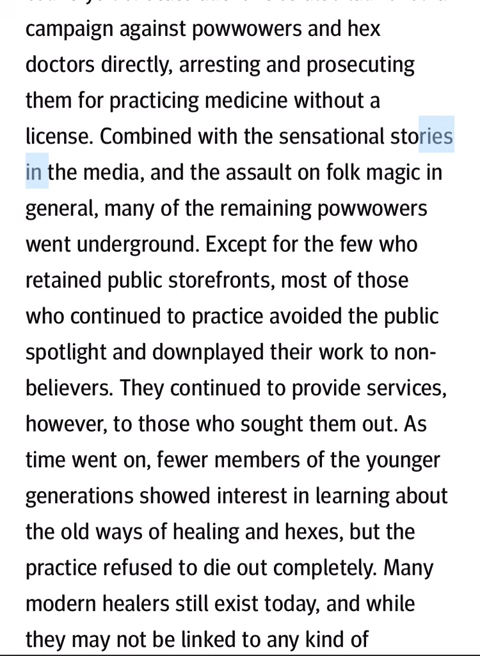 campaign against powwowers and hex
doctors directly, arresting and prosecuting
them for practicing medicine without a
license. Combined with the sensational stories
in the media, and the assault on folk magic in
general, many of the remaining powwowers
went underground. Except for the few who
retained public storefronts, most of those
who continued to practice avoided the public
spotlight and downplayed their work to non-
believers. They continued to provide services,
however, to those who sought them out. As
time went on, fewer members of the younger
generations showed interest in learning about
the old ways of healing and hexes, but the
practice refused to die out completely. Many
modern healers still exist today, and while
they may not be linked to any kind of